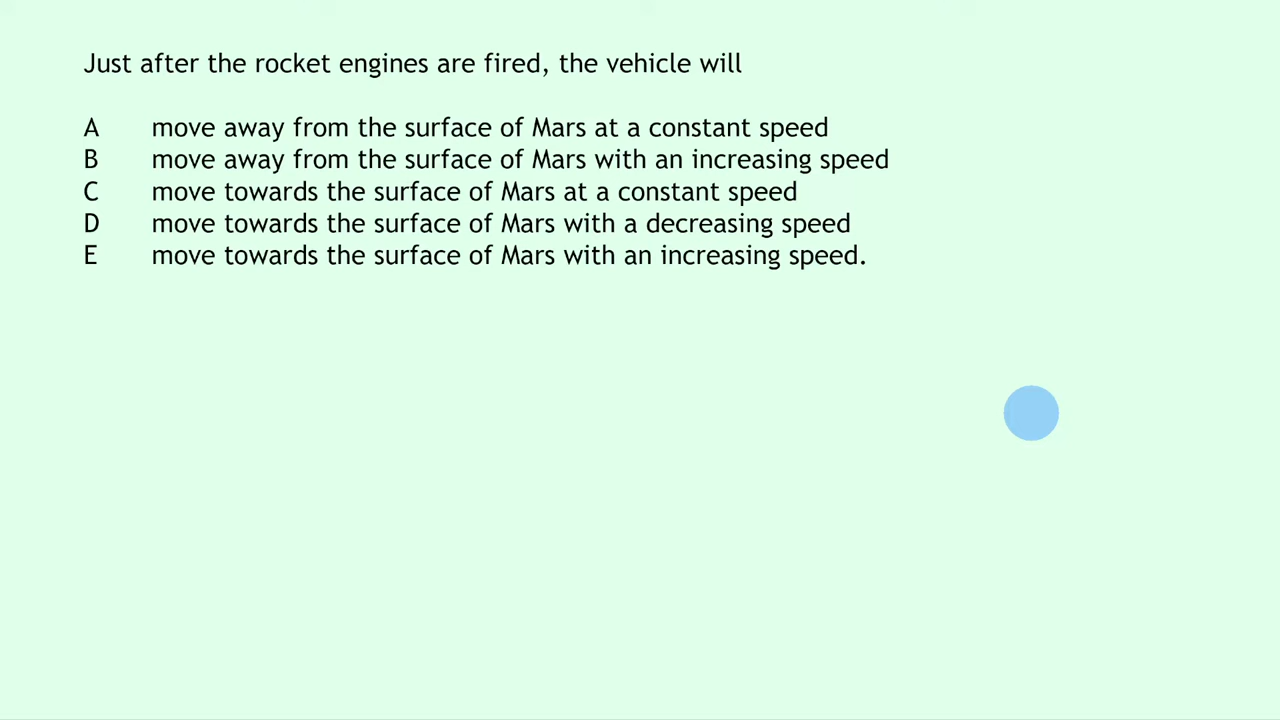 Just after the rocket engines are fired, the vehicle will
A move away from the surface of Mars at a constant speed
B move away from the surface of Mars with an increasing speed
C move towards the surface of Mars at a constant speed
D move towards the surface of Mars with a decreasing speed
E move towards the surface of Mars with an increasing speed.